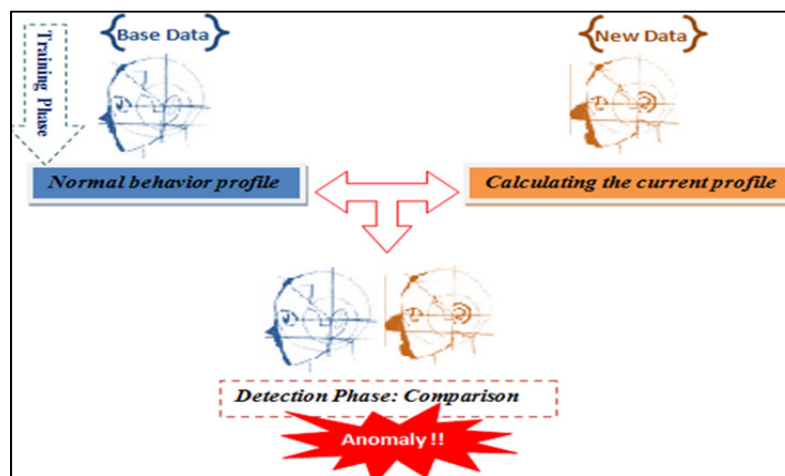 {Base Data}
{New Data}
Training Phase
Normal behavior profile
Calculating the current profile
Detection Phase: Comparison
Anomaly !!